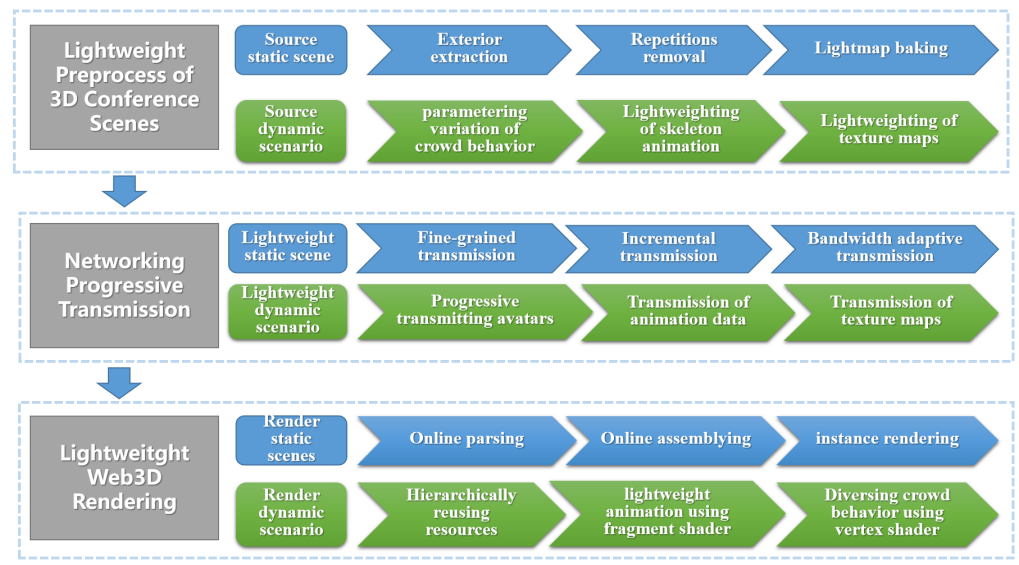 Lightweight
Preprocess of
3D Conference
Scenes
Source
static scene
Exterior
extraction
Repetitions
removal
Lightmap baking
Source
dynamic
scenario
parametering
variation of
crowd behavior
Lightweighting
of skeleton
animation
Lightweighting of
texture maps
Networking
Progressive
Transmission
Lightweight
static scene
Fine-grained
transmission
Incremental
transmission
Bandwidth adaptive
transmission
Lightweight
dynamic
scenario
Progressive
transmitting avatars
Transmission of
animation data
Transmission of
texture maps
Lightweitght
Web3D
Rendering
Render
static
scenes
Online parsing
Online assemblying
instance rendering
Render
dynamic
scenario
Hierarchically
reusing
resources
lightweight
animation using
fragment shader
Diversing crowd
behavior using
vertex shader